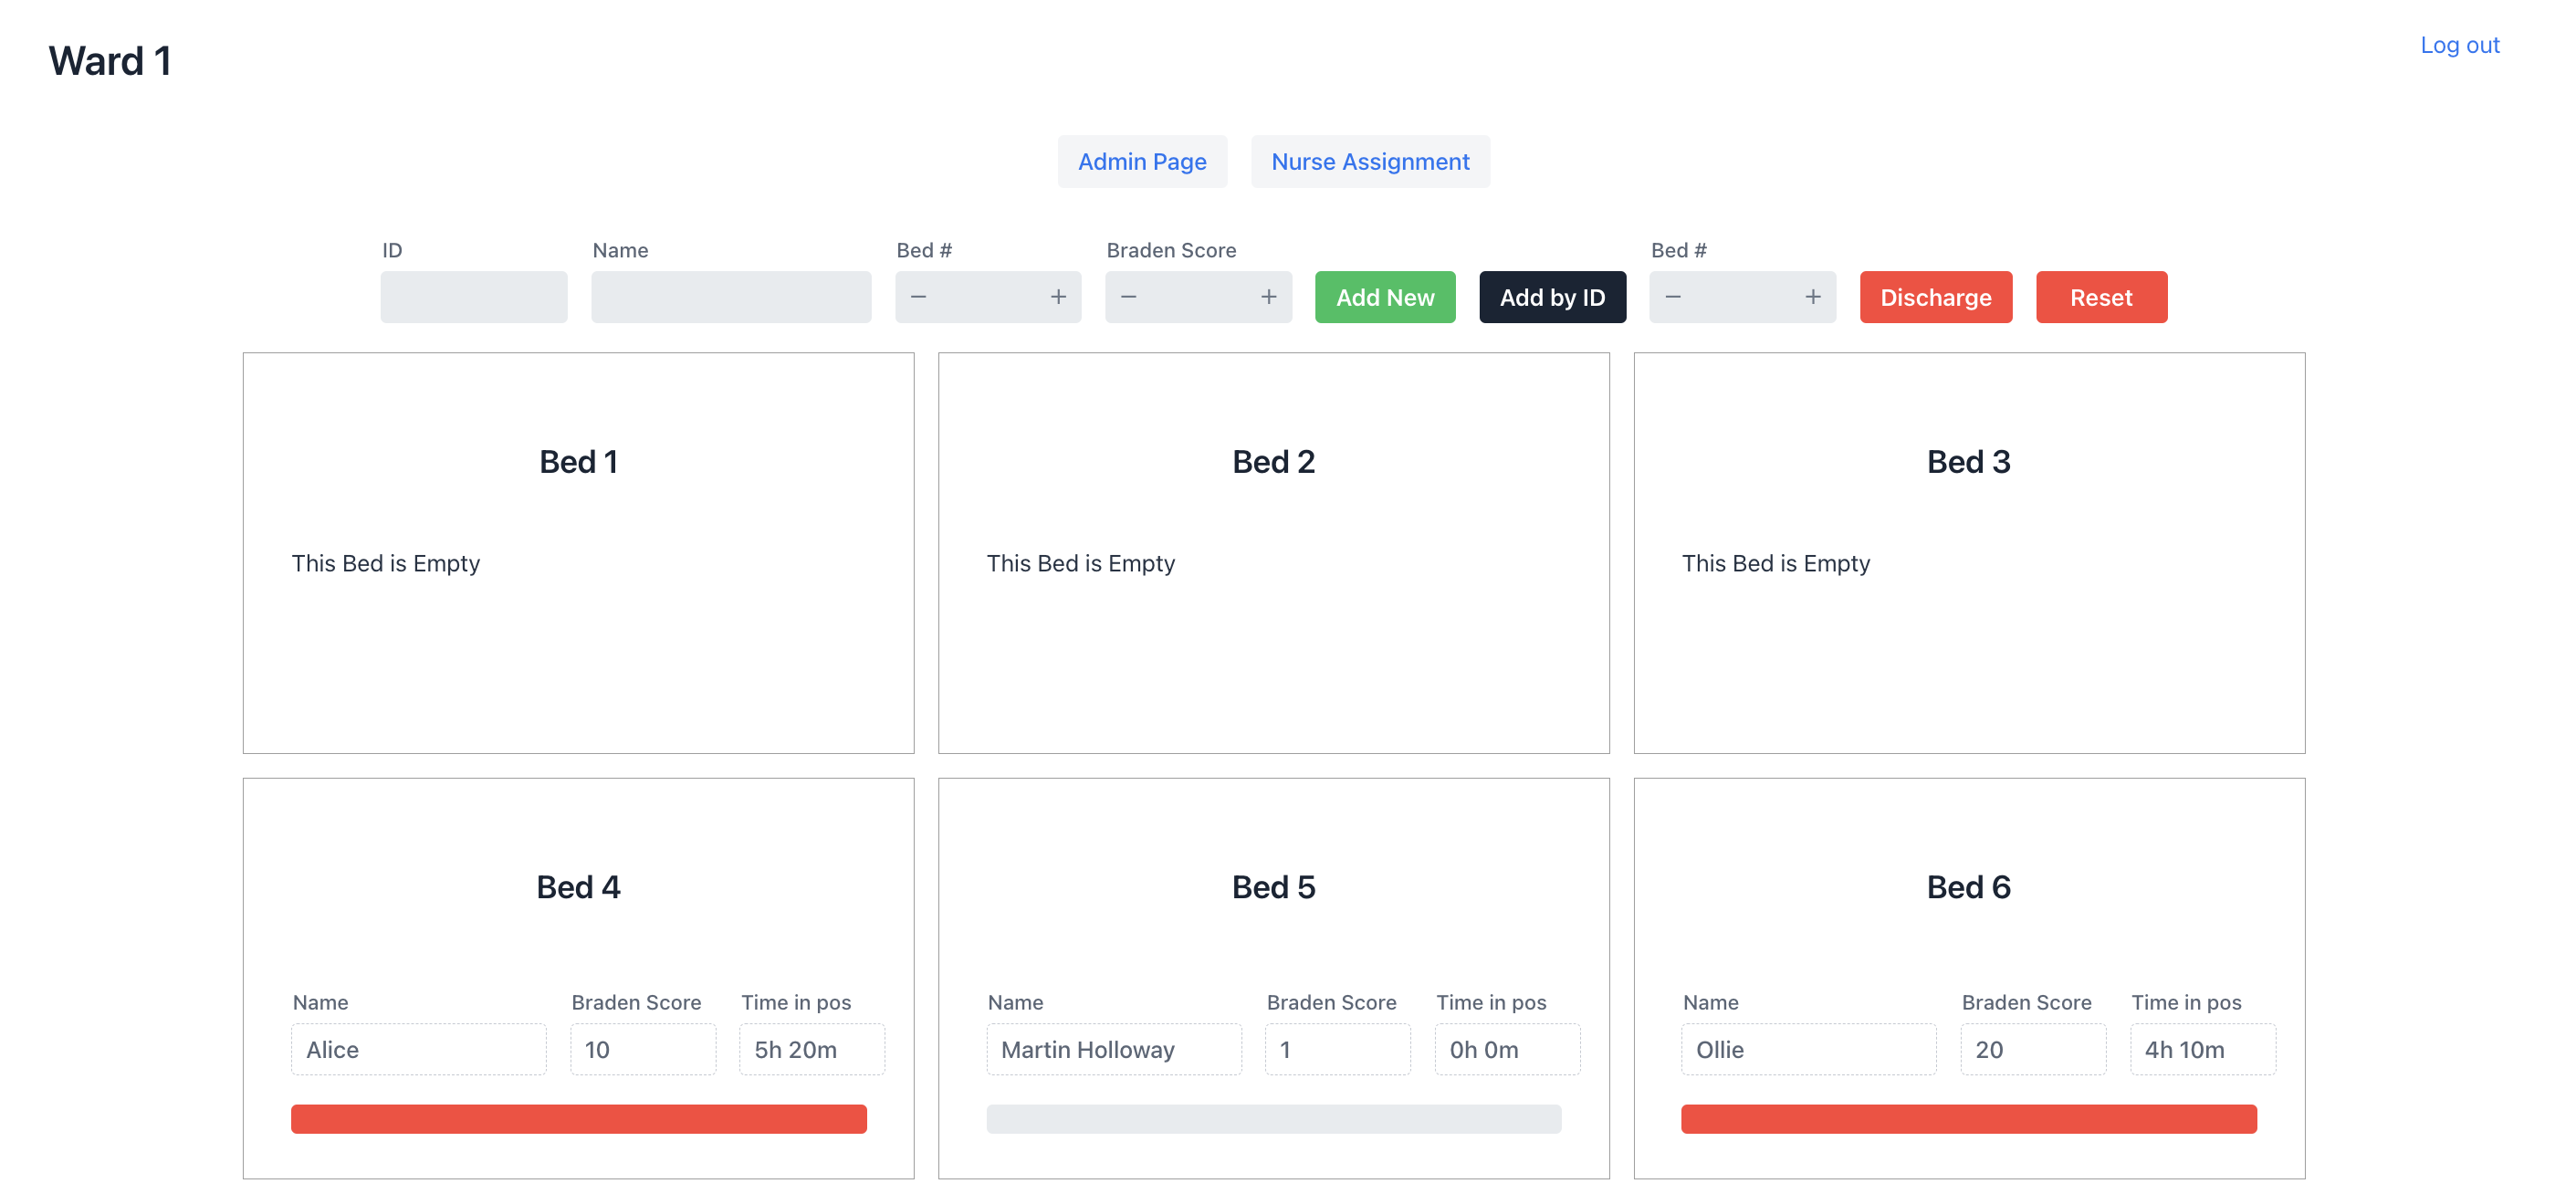 Ward 1
Log out
Admin Page
Nurse Assignment
ID
Name
Bed #
Braden Score
Bed #
Add New
Add by ID
Discharge
Reset
Bed 1
This Bed is Empty
Bed 2
This Bed is Empty
Bed 3
This Bed is Empty
Bed 4
Name Braden Score Time in pos
Alice 10 5h 20m
Bed 5
Name Braden Score Time in pos
Martin Holloway 1 0h 0m
Bed 6
Name Braden Score Time in pos
Ollie 20 4h 10m